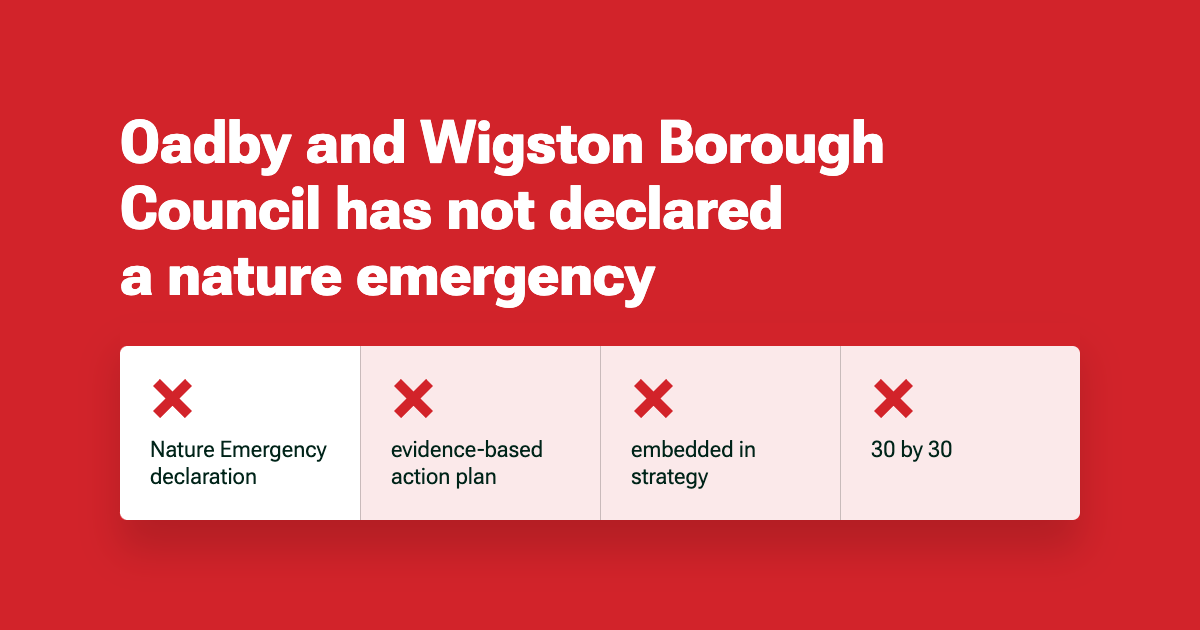 Oadby and Wigston Borough
Council has not declared
a nature emergency
Nature Emergency
declaration
evidence-based
action plan
embedded in
strategy
30 by 30